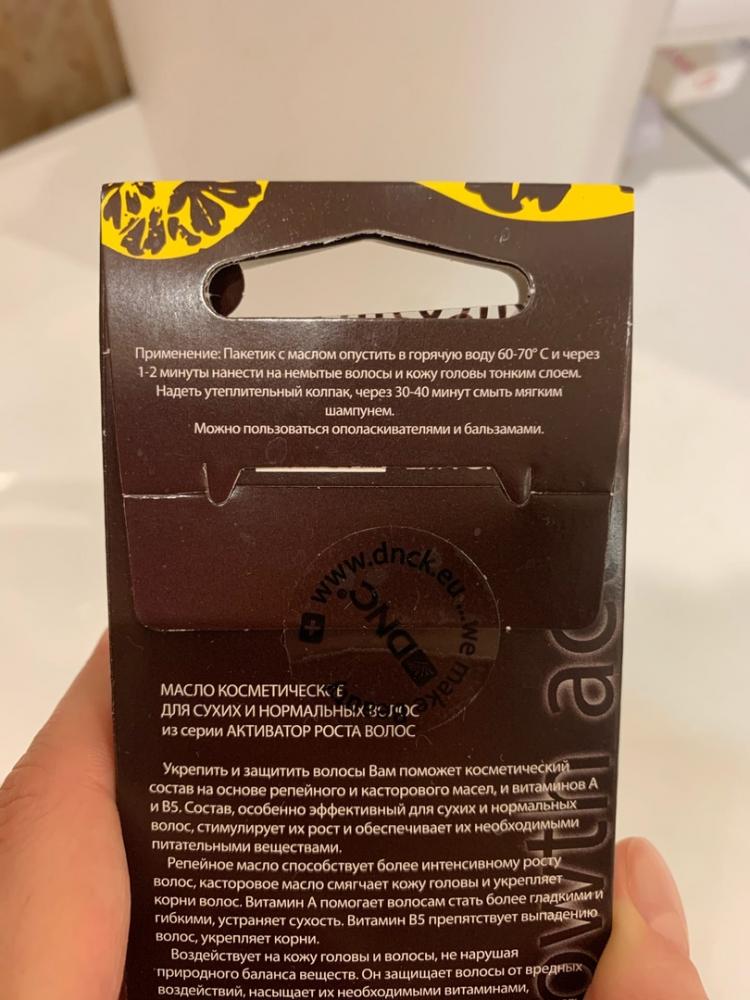 Применение: Пакетик с маслом опустить в горячую воду 60-70° С и через
1-2 минуты нанести на немытые волосы и кожу головы тонким слоем.
Надеть утеплительный колпак, через 30-40 минут смыть мягким
шампунем.
Можно пользоваться ополаскивателями и бальзамами.
www.dnck.eu ...we make
DNC
МАСЛО КОСМЕТИЧЕСКОЕ
ДЛЯ СУХИХ И НОРМАЛЬНЫХ ВОЛОС
из серии АКТИВАТОР РОСТА ВОЛОС
Укрепить и защитить волосы Вам поможет косметический
состав на основе репейного и касторового масел, и витаминов А
и В5. Состав, особенно эффективный для сухих и нормальных
волос, стимулирует их рост и обеспечивает их необходимыми
питательными веществами.
Репейное масло способствует более интенсивному росту
волос, касторовое масло смягчает кожу головы и укрепляет
корни волос. Витамин А помогает волосам стать более гладкими и
гибкими, устраняет сухость. Витамин В5 препятствует выпадению
волос, укрепляет корни.
Воздействует на кожу головы и волосы, не нарушая
природного баланса веществ. Он защищает волосы от вредных
воздействий, насыщает их необходимыми витаминами,